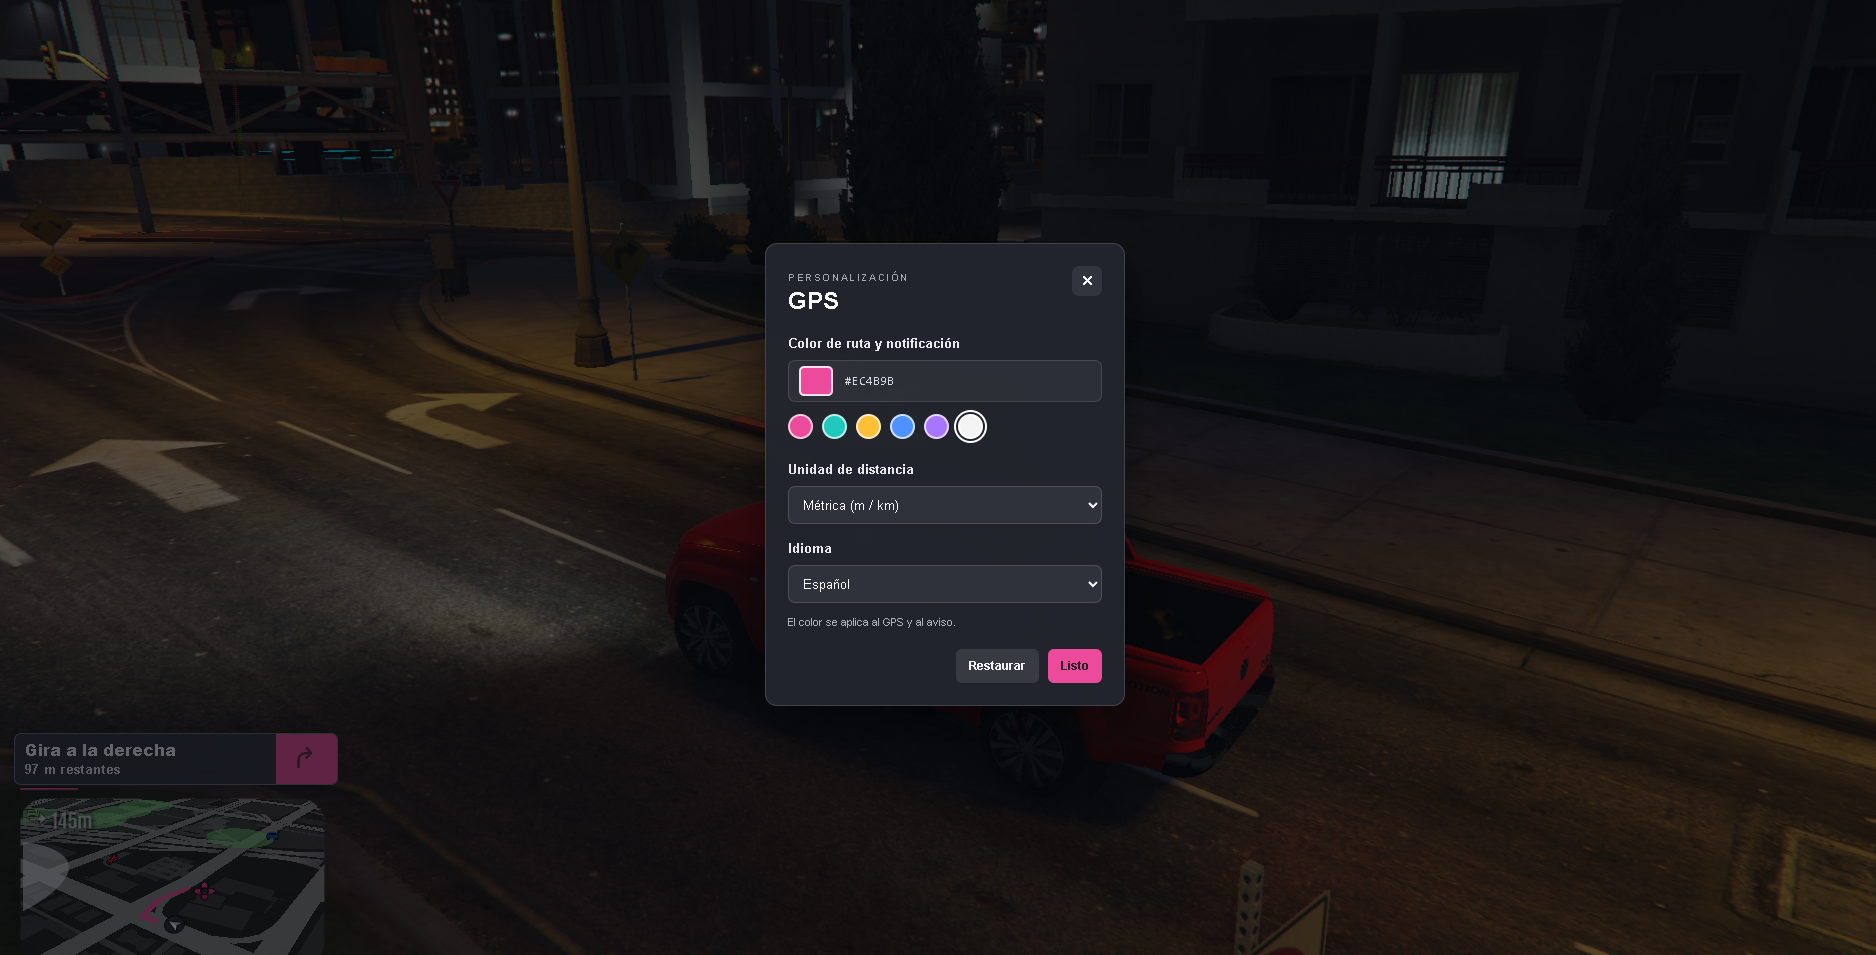 PERSONALIZACIÓN
GPS
Color de ruta y notificación
#EC4B9B
Unidad de distancia
Métrica (m / km)
Idioma
Español
El color se aplica al GPS y al aviso.
Restaurar
Listo
Gira a la derecha
97 m restantes
145m